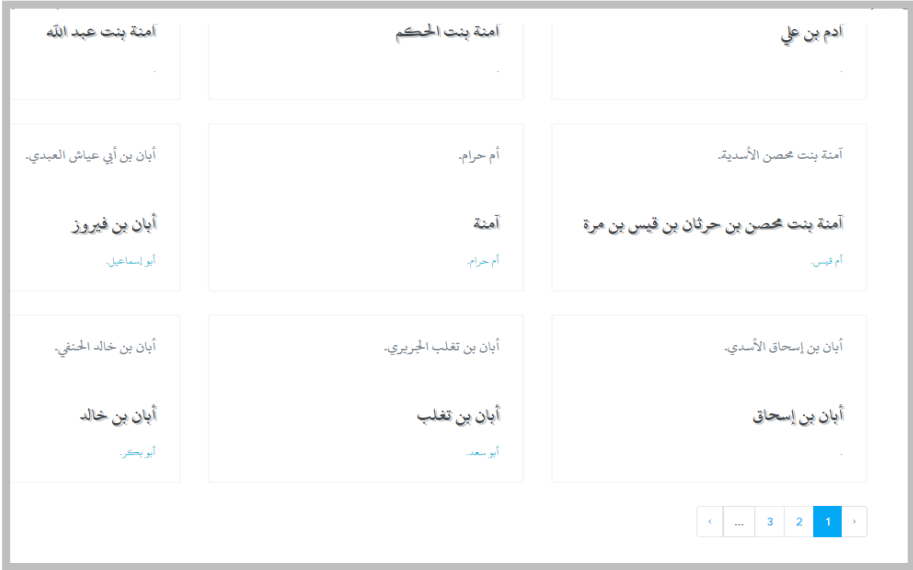 آدم بن علي
.
آمنة بنت الحكم
.
آمنة بنت عبد الله
.
آمنة بنت محصن الأسدية.
آمنة بنت محصن بن حرثان بن قيس بن مرة
أم قيس.
أم حرام.
آمنة
أم حرام.
أبان بن أبي عياش العبدي.
أبان بن فيروز
أبو إسماعيل.
أبان بن إسحاق الأسدي.
أبان بن إسحاق
.
أبان بن تغلب الجريري.
أبان بن تغلب
أبو سعد.
أبان بن خالد الحنفي.
أبان بن خالد
أبو بكر.
‹ 1 2 3 ... ›